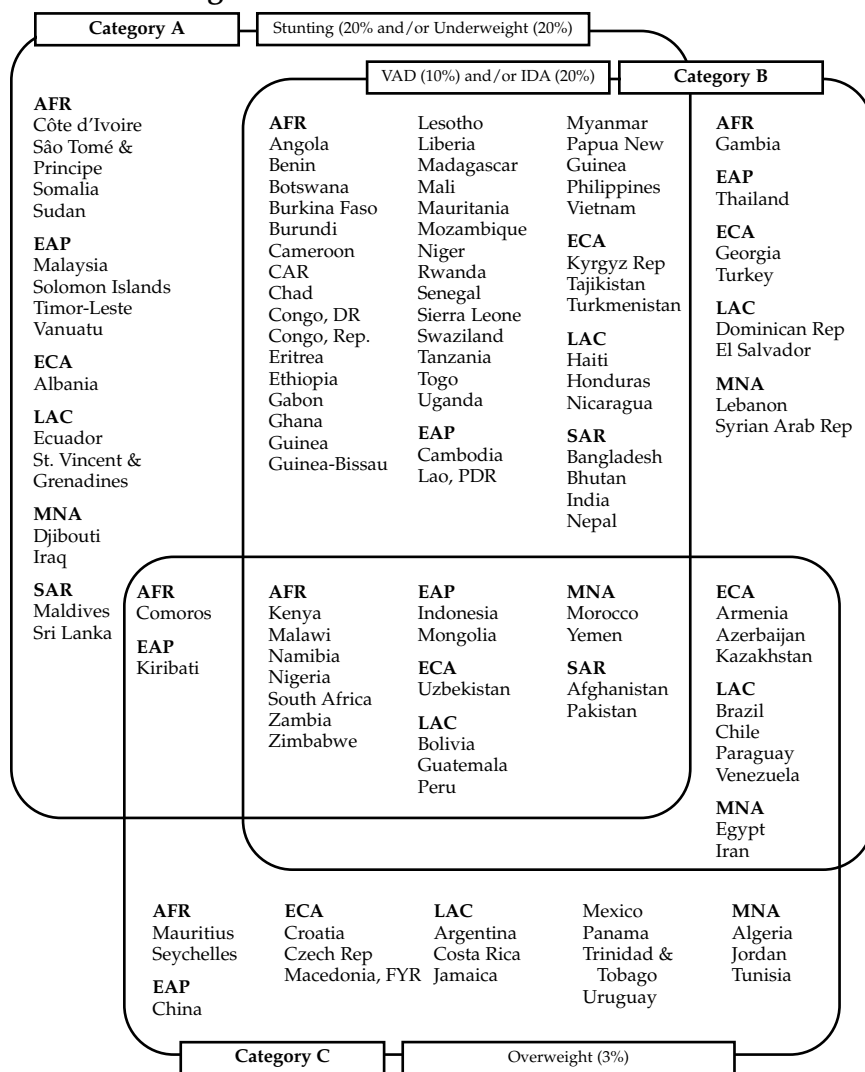 Category A
Stunting (20% and/or Underweight (20%)
VAD (10%) and/or IDA (20%)
Category B
AFR
Côte d'Ivoire
Sâo Tomé &
Principe
Somalia
Sudan
EAP
Malaysia
Solomon Islands
Timor-Leste
Vanuatu
ECA
Albania
LAC
Ecuador
St. Vincent &
Grenadines
MNA
Djibouti
Iraq
SAR
Maldives
Sri Lanka
AFR
Angola
Benin
Botswana
Burkina Faso
Burundi
Cameroon
CAR
Chad
Congo, DR
Congo, Rep.
Eritrea
Ethiopia
Gabon
Ghana
Guinea
Guinea-Bissau
Lesotho
Liberia
Madagascar
Mali
Mauritania
Mozambique
Niger
Rwanda
Senegal
Sierra Leone
Swaziland
Tanzania
Togo
Uganda
EAP
Cambodia
Lao, PDR
Myanmar
Papua New
Guinea
Philippines
Vietnam
ECA
Kyrgyz Rep
Tajikistan
Turkmenistan
LAC
Haiti
Honduras
Nicaragua
SAR
Bangladesh
Bhutan
India
Nepal
AFR
Gambia
EAP
Thailand
ECA
Georgia
Turkey
LAC
Dominican Rep
El Salvador
MNA
Lebanon
Syrian Arab Rep
AFR
Comoros
EAP
Kiribati
AFR
Kenya
Malawi
Namibia
Nigeria
South Africa
Zambia
Zimbabwe
EAP
Indonesia
Mongolia
ECA
Uzbekistan
LAC
Bolivia
Guatemala
Peru
MNA
Morocco
Yemen
SAR
Afghanistan
Pakistan
ECA
Armenia
Azerbaijan
Kazakhstan
LAC
Brazil
Chile
Paraguay
Venezuela
MNA
Egypt
Iran
AFR
Mauritius
Seychelles
EAP
China
ECA
Croatia
Czech Rep
Macedonia, FYR
LAC
Argentina
Costa Rica
Jamaica
Mexico
Panama
Trinidad &
Tobago
Uruguay
MNA
Algeria
Jordan
Tunisia
Category C
Overweight (3%)